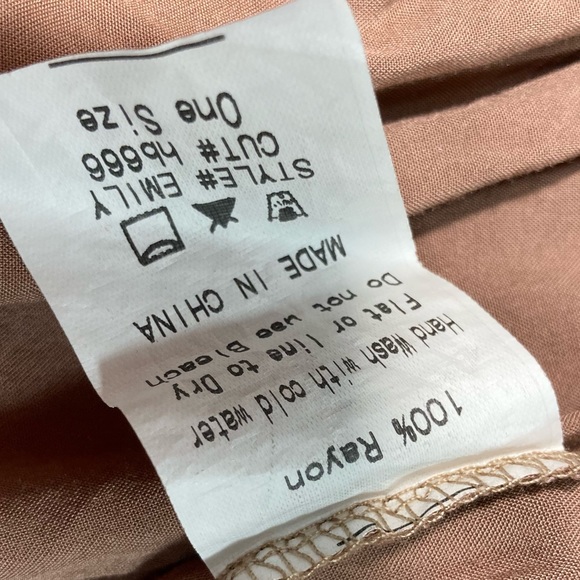 100% Rayon
Hand Wash with cold water
Flat or line to Dry
Do not use Bleach
MADE IN CHINA
STYLE# EMILY
CUT# hb666
One Size